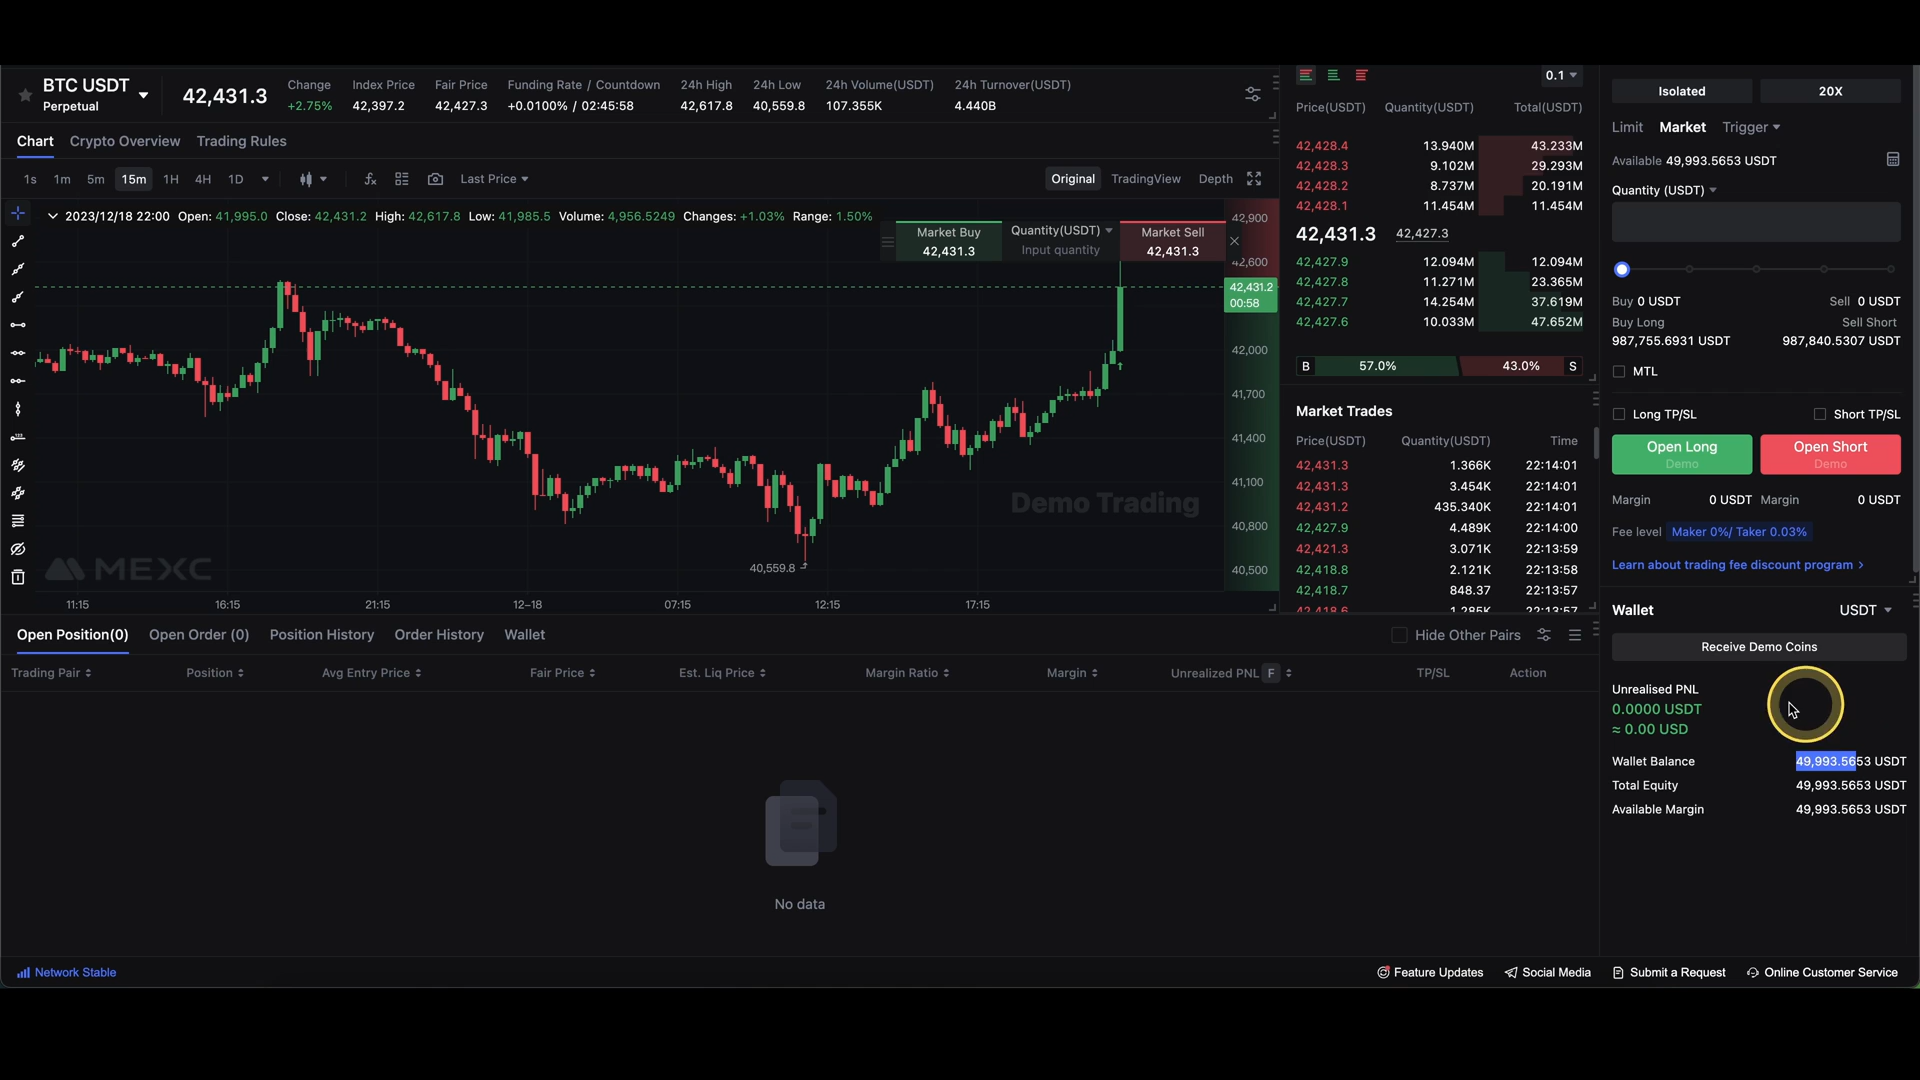 BTC USDT
Perpetual
42,431.3
Change
+2.75%
Index Price
42,397.2
Fair Price
42,427.3
Funding Rate / Countdown
+0.0100% / 02:45:58
24h High
42,617.8
24h Low
40,559.8
24h Volume(USDT)
107.355K
24h Turnover(USDT)
4.440B
Chart Crypto Overview Trading Rules
1s 1m 5m 15m 1H 4H 1D Last Price Original TradingView Depth
2023/12/18 22:00 Open: 41,995.0 Close: 42,431.2 High: 42,617.8 Low: 41,985.5 Volume: 4,956.5249 Changes: +1.03% Range: 1.50%
Market Buy
42,431.3
Quantity(USDT)
Input quantity
Market Sell
42,431.3
42,900
42,600
42,431.2
00:58
42,000
41,700
41,400
41,100
40,800
40,500
Demo Trading
MEXC
40,559.8
11:15 16:15 21:15 12-18 07:15 12:15 17:15
0.1
Price(USDT) Quantity(USDT) Total(USDT)
42,428.4 13.940M 43.233M
42,428.3 9.102M 29.293M
42,428.2 8.737M 20.191M
42,428.1 11.454M 11.454M
42,431.3 42,427.3
42,427.9 12.094M 12.094M
42,427.8 11.271M 23.365M
42,427.7 14.254M 37.619M
42,427.6 10.033M 47.652M
B 57.0% 43.0% S
Market Trades
Price(USDT) Quantity(USDT) Time
42,431.3 1.366K 22:14:01
42,431.3 3.454K 22:14:01
42,431.2 435.340K 22:14:01
42,427.9 4.489K 22:14:00
42,421.3 3.071K 22:13:59
42,418.8 2.121K 22:13:58
42,418.7 848.37 22:13:57
42,418.6 1.285K 22:13:57
Isolated 20X
Limit Market Trigger
Available 49,993.5653 USDT
Quantity (USDT)
Buy 0 USDT Sell 0 USDT
Buy Long Sell Short
987,755.6931 USDT 987,840.5307 USDT
MTL
Long TP/SL Short TP/SL
Open Long
Demo
Open Short
Demo
Margin 0 USDT Margin 0 USDT
Fee level Maker 0%/ Taker 0.03%
Learn about trading fee discount program >
Wallet USDT
Receive Demo Coins
Unrealised PNL
0.0000 USDT
≈ 0.00 USD
Wallet Balance 49,993.5653 USDT
Total Equity 49,993.5653 USDT
Available Margin 49,993.5653 USDT
Open Position(0) Open Order (0) Position History Order History Wallet Hide Other Pairs
Trading Pair Position Avg Entry Price Fair Price Est. Liq Price Margin Ratio Margin Unrealized PNL F TP/SL Action
No data
Network Stable Feature Updates Social Media Submit a Request Online Customer Service